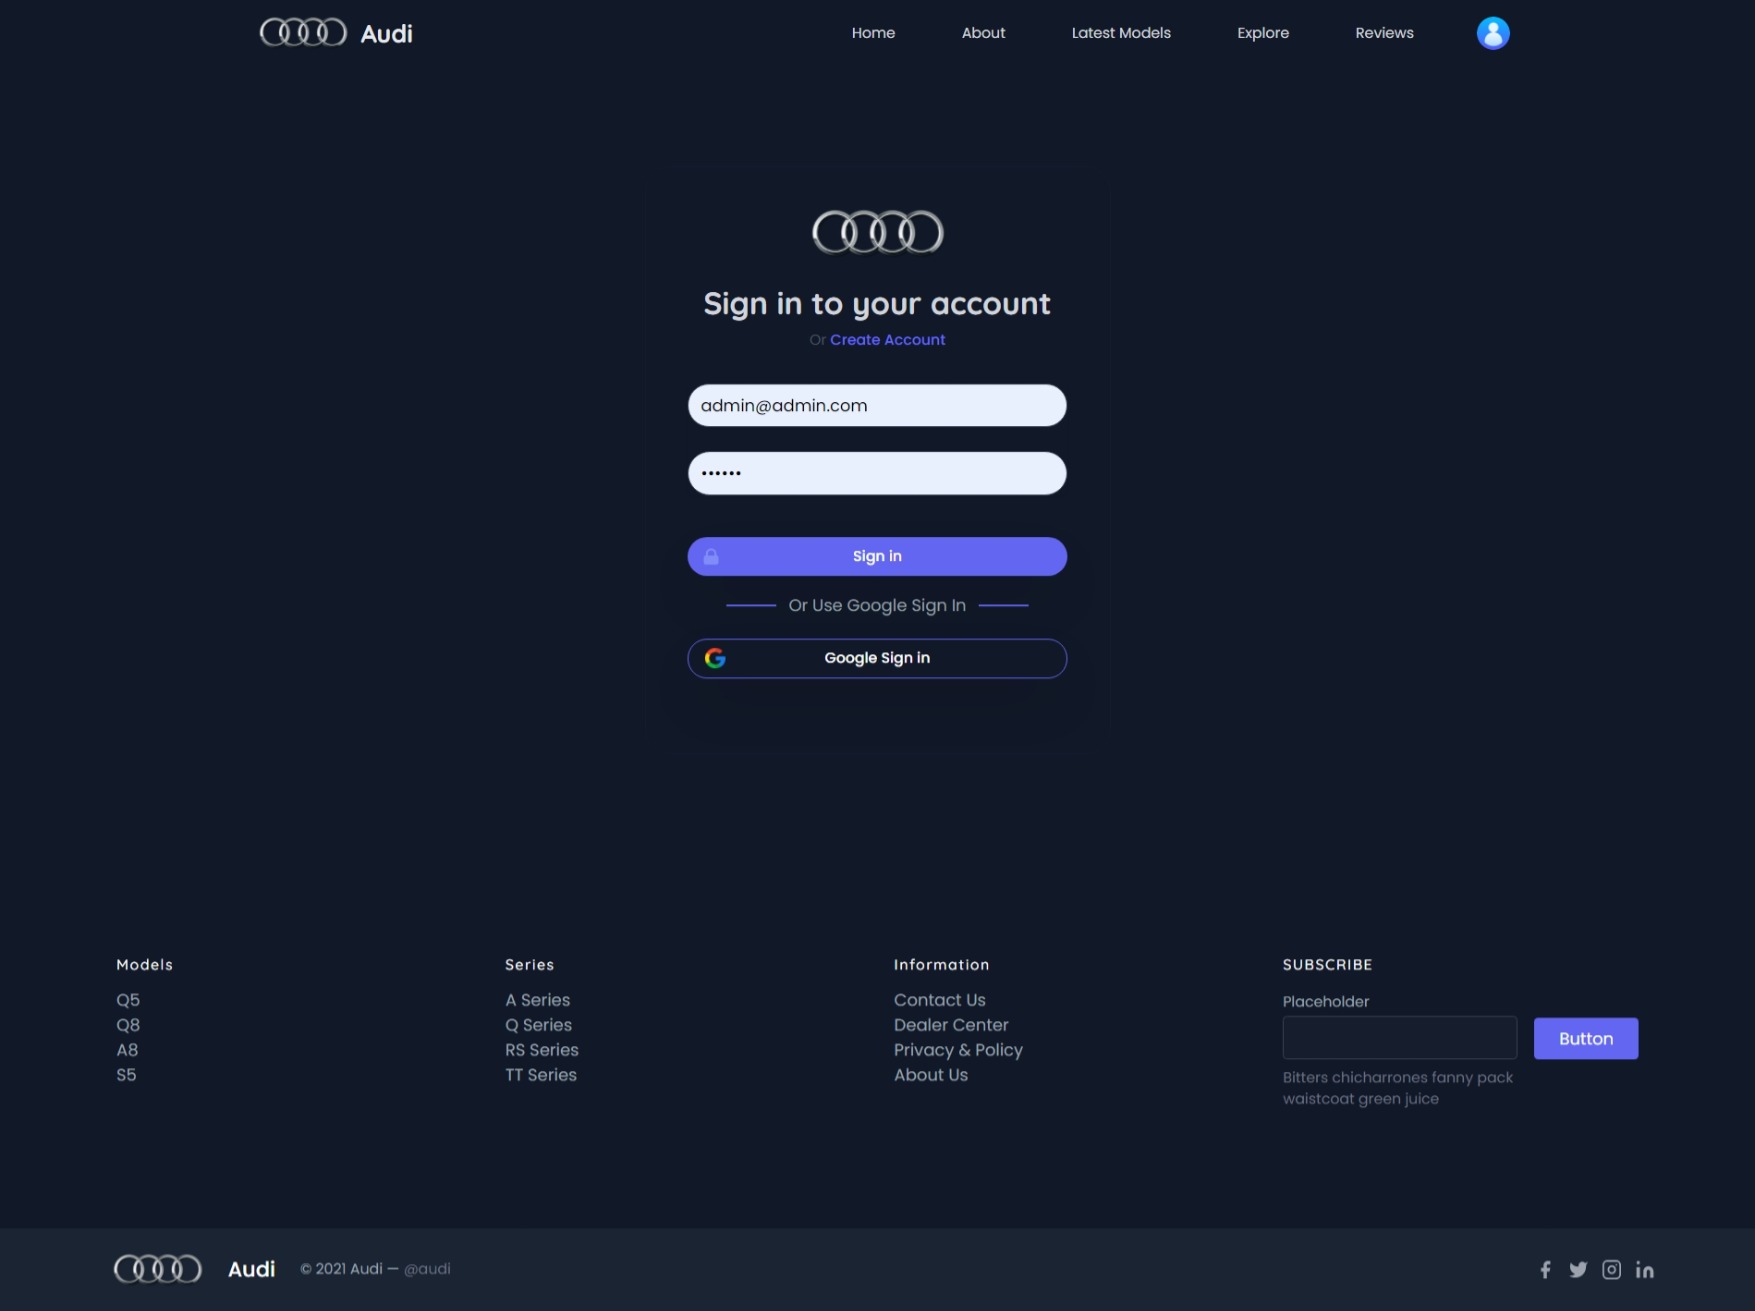 Audi
Home
About
Latest Models
Explore
Reviews
Sign in to your account
Or Create Account
admin@admin.com
••••••
Sign in
Or Use Google Sign In
Google Sign in
Models
Q5
Q8
A8
S5
Series
A Series
Q Series
RS Series
TT Series
Information
Contact Us
Dealer Center
Privacy & Policy
About Us
SUBSCRIBE
Placeholder
Button
Bitters chicharrones fanny pack
waistcoat green juice
Audi
© 2021 Audi — @audi